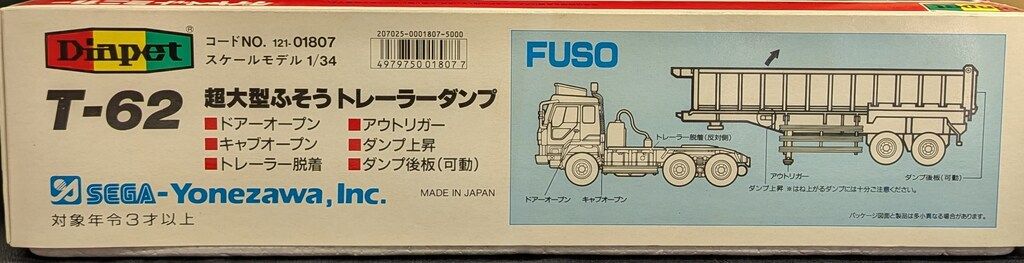 Diapet
®
コードNO. 121-01807
スケールモデル 1/34
207025-0001807-5000
4979750018077
T-62
超大型ふそうトレーラーダンプ
■ドアーオープン
■アウトリガー
■キャブオープン
■ダンプ上昇
■トレーラー脱着
■ダンプ後板(可動)
SEGA-Yonezawa, Inc.
MADE IN JAPAN
対象年令3才以上
FUSO
トレーラー脱着(反対側)
アウトリガー
ダンプ後板(可動)
ダンプ上昇 ※はね上がるダンプには十分ご注意ください。
ドアーオープン
キャブオープン
パッケージ図面と製品は多少異なる場合があります。